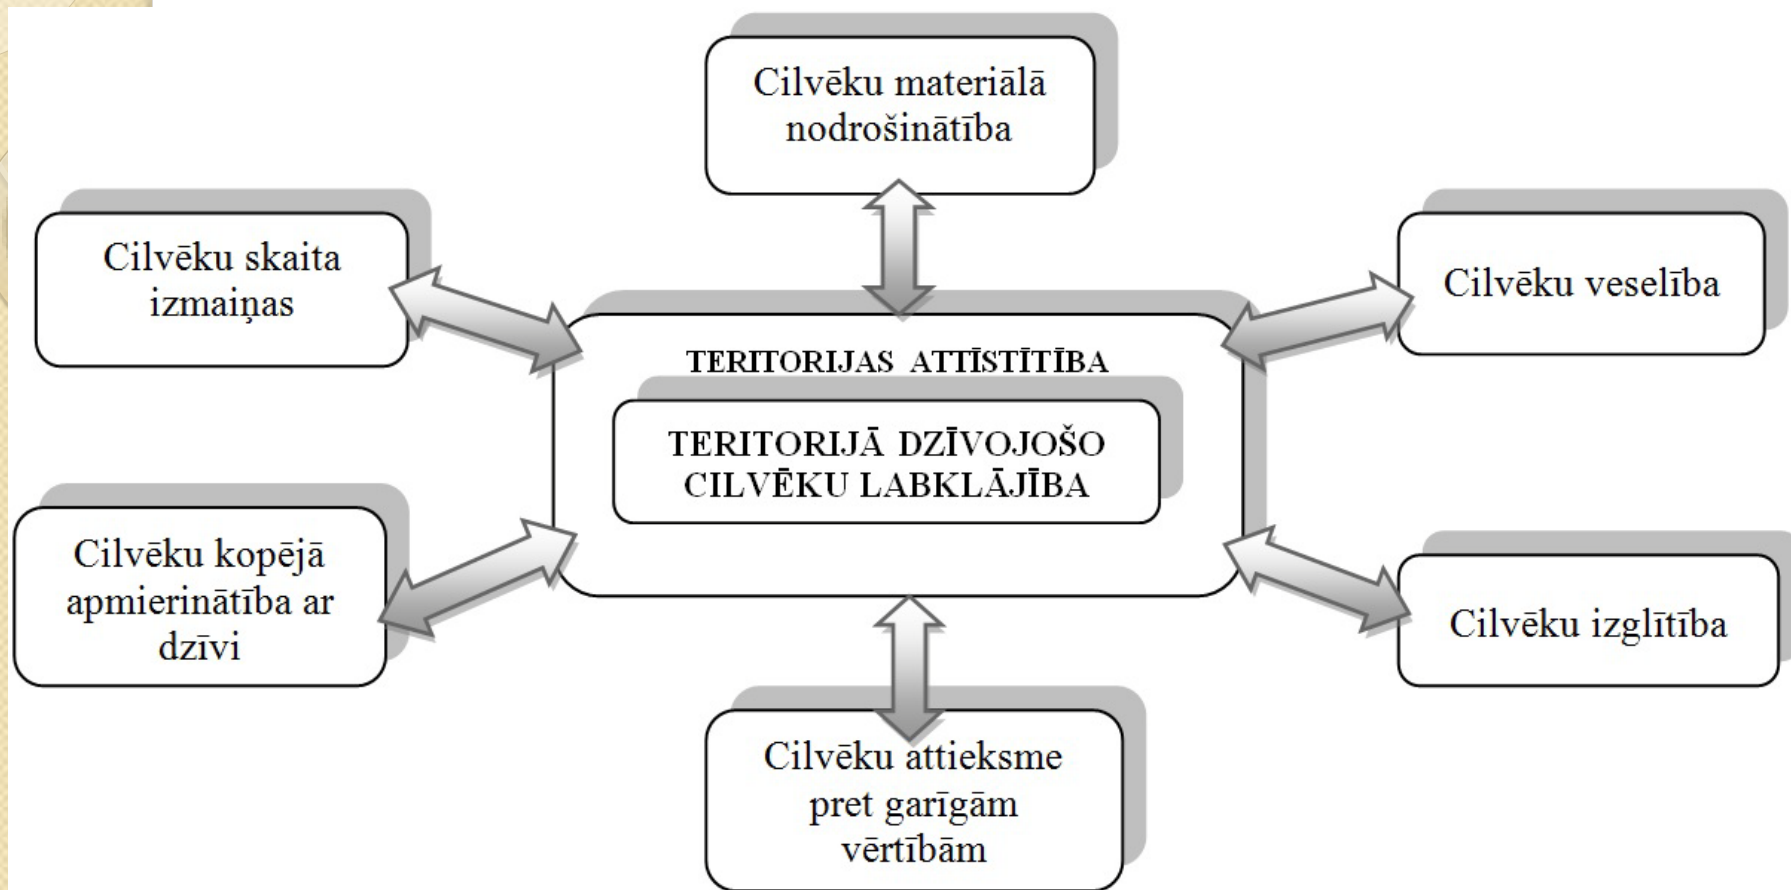 Cilvēku materiālā
nodrošinātība
Cilvēku skaita
izmaiņas
Cilvēku veselība
TERITORIJAS ATTĪSTĪTĪBA
TERITORIJĀ DZĪVOJOŠO
CILVĒKU LABKLĀJĪBA
Cilvēku kopējā
apmierinātība ar
dzīvi
Cilvēku izglītība
Cilvēku attieksme
pret garīgām
vērtībām